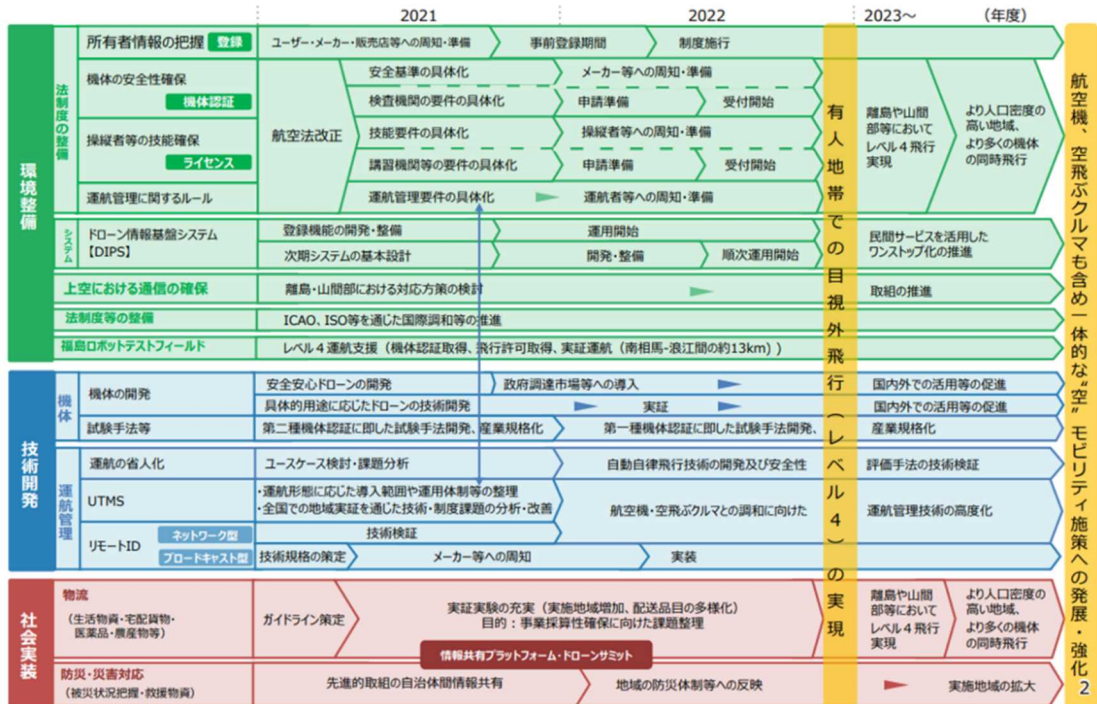 2021
2022
2023～
（年度）
環境整備
法制度の整備
所有者情報の把握
登録
ユーザー・メーカー・販売店等への周知・準備
事前登録期間
制度施行
機体の安全性確保
機体認証
操縦者等の技能確保
ライセンス
運航管理に関するルール
航空法改正
安全基準の具体化
メーカー等への周知・準備
検査機関の要件の具体化
申請準備
受付開始
技能要件の具体化
操縦者等への周知・準備
講習機関等の要件の具体化
申請準備
受付開始
運航管理要件の具体化
運航者等への周知・準備
離島や山間
部等において
レベル４飛行
実現
より人口密度の
高い地域、
より多くの機体
の同時飛行
システム
ドローン情報基盤システム
【DIPS】
登録機能の開発・整備
運用開始
次期システムの基本設計
開発・整備
順次運用開始
民間サービスを活用した
ワンストップ化の推進
上空における通信の確保
離島・山間部における対応方策の検討
取組の推進
法制度等の整備
ICAO、ISO等を通じた国際調和等の推進
福島ロボットテストフィールド
レベル４運航支援（機体認証取得、飛行許可取得、実証運航（南相馬-浪江間の約13km)）
技術開発
機体
機体の開発
安全安心ドローンの開発
政府調達市場等への導入
国内外での活用等の促進
具体的用途に応じたドローンの技術開発
実証
国内外での活用等の促進
試験手法等
第二種機体認証に即した試験手法開発、産業規格化
第一種機体認証に即した試験手法開発、
産業規格化
運航管理
運航の省人化
ユースケース検討・課題分析
自動自律飛行技術の開発及び安全性
評価手法の技術検証
UTMS
・運航形態に応じた導入範囲や運用体制等の整理
・全国での地域実証を通じた技術・制度課題の分析・改善
航空機・空飛ぶクルマとの調和に向けた
運航管理技術の高度化
リモートID
ネットワーク型
ブロードキャスト型
技術検証
技術規格の策定
メーカー等への周知
実装
社会実装
物流
（生活物資・宅配貨物・
医薬品・農産物等）
ガイドライン策定
実証実験の充実（実施地域増加、配送品目の多様化）
目的：事業採算性確保に向けた課題整理
離島や山間
部等において
レベル４飛行
実現
より人口密度の
高い地域、
より多くの機体
の同時飛行
情報共有プラットフォーム・ドローンサミット
防災・災害対応
（被災状況把握・救援物資）
先進的取組の自治体間情報共有
地域の防災体制等への反映
実施地域の拡大
有人地帯での目視外飛行（レベル４）の実現
航空機、空飛ぶクルマも含め一体的な“空”モビリティ施策への発展・強化
2